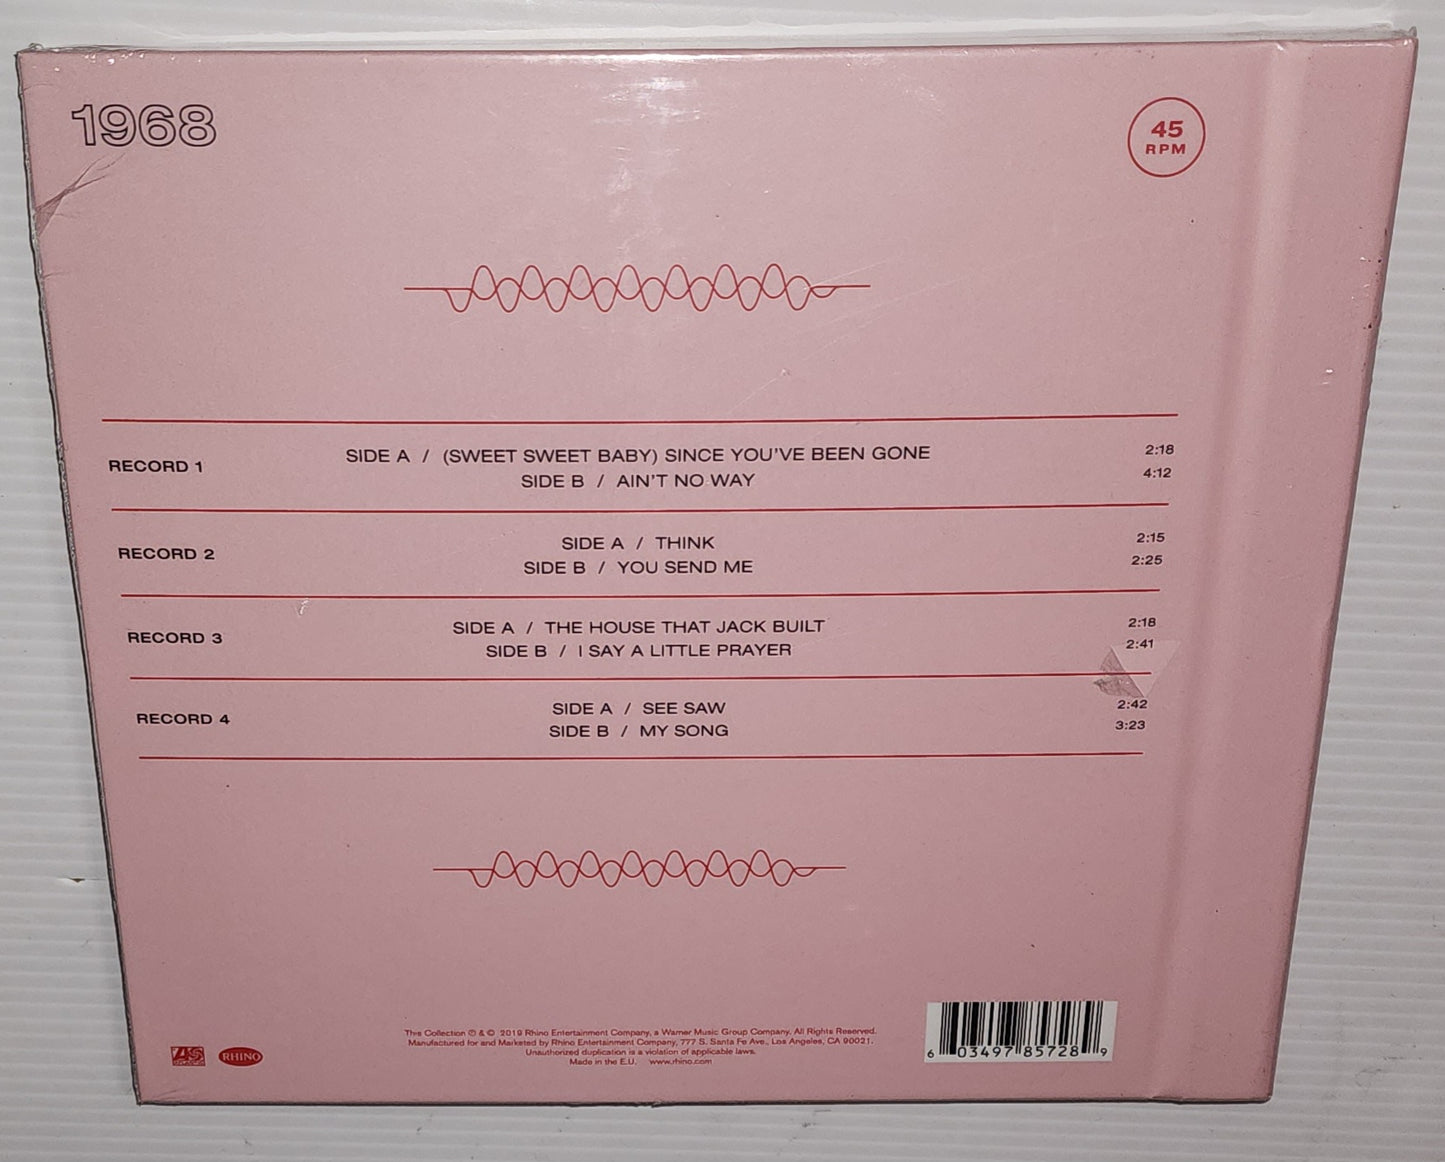 1968
45
RPM
RECORD 1
SIDE A / (SWEET SWEET BABY) SINCE YOU'VE BEEN GONE 2:18
SIDE B / AIN'T NO WAY 4:12
RECORD 2
SIDE A / THINK 2:15
SIDE B / YOU SEND ME 2:25
RECORD 3
SIDE A / THE HOUSE THAT JACK BUILT 2:18
SIDE B / I SAY A LITTLE PRAYER 2:41
RECORD 4
SIDE A / SEE SAW 2:42
SIDE B / MY SONG 3:23
RHINO
This Collection ℗ & © 2019 Rhino Entertainment Company, a Warner Music Group Company. All Rights Reserved.
Manufactured for and Marketed by Rhino Entertainment Company, 777 S. Santa Fe Ave., Los Angeles, CA 90021.
Unauthorized duplication is a violation of applicable laws.
Made in the E.U. www.rhino.com
6 03497 85728 9